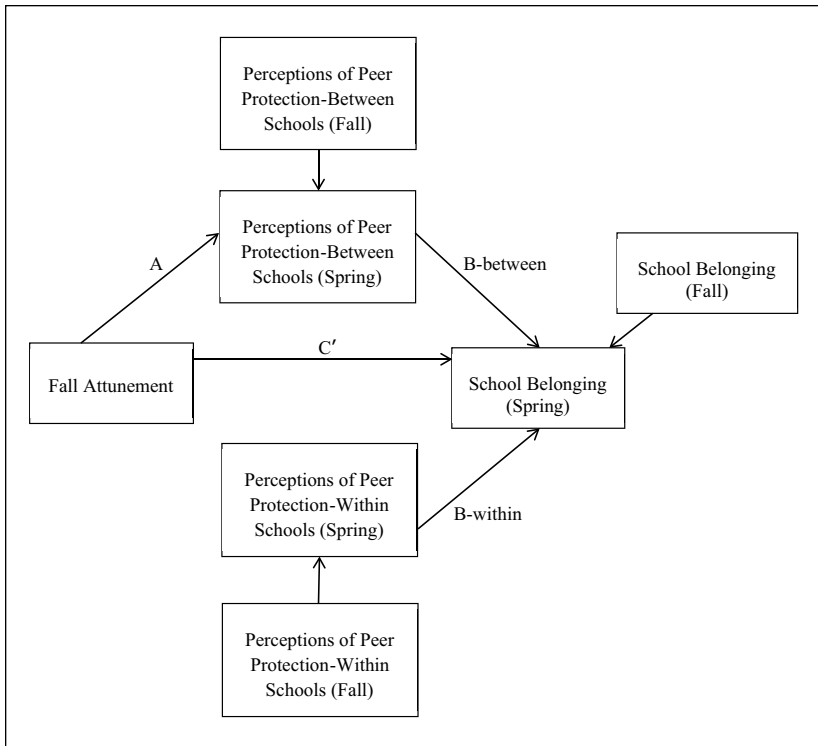 Perceptions of Peer
Protection-Between
Schools (Fall)
Perceptions of Peer
Protection-Between
Schools (Spring)
A
B-between
School Belonging
(Fall)
C′
Fall Attunement
School Belonging
(Spring)
Perceptions of Peer
Protection-Within
Schools (Spring)
B-within
Perceptions of Peer
Protection-Within
Schools (Fall)